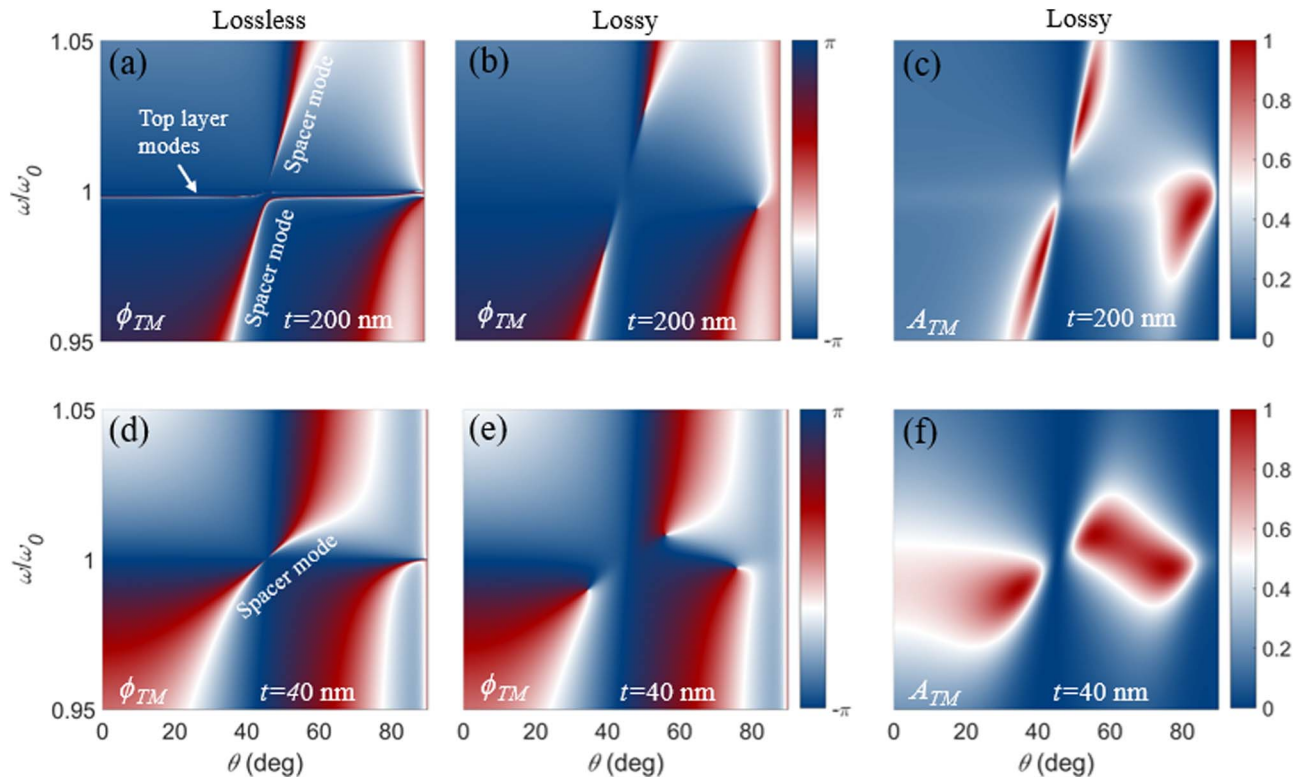 Lossless
Lossy
Lossy
(a)
(b)
(c)
1.05
1
0.95
ω/ω0
Top layer
modes
Spacer mode
Spacer mode
ϕTM
t=200 nm
ϕTM
t=200 nm
π
-π
ATM
t=200 nm
1
0.8
0.6
0.4
0.2
0
(d)
(e)
(f)
1.05
1
0.95
ω/ω0
Spacer mode
ϕTM
t=40 nm
ϕTM
t=40 nm
π
-π
ATM
t=40 nm
1
0.8
0.6
0.4
0.2
0
0 20 40 60 80
0 20 40 60 80
0 20 40 60 80
θ (deg)
θ (deg)
θ (deg)